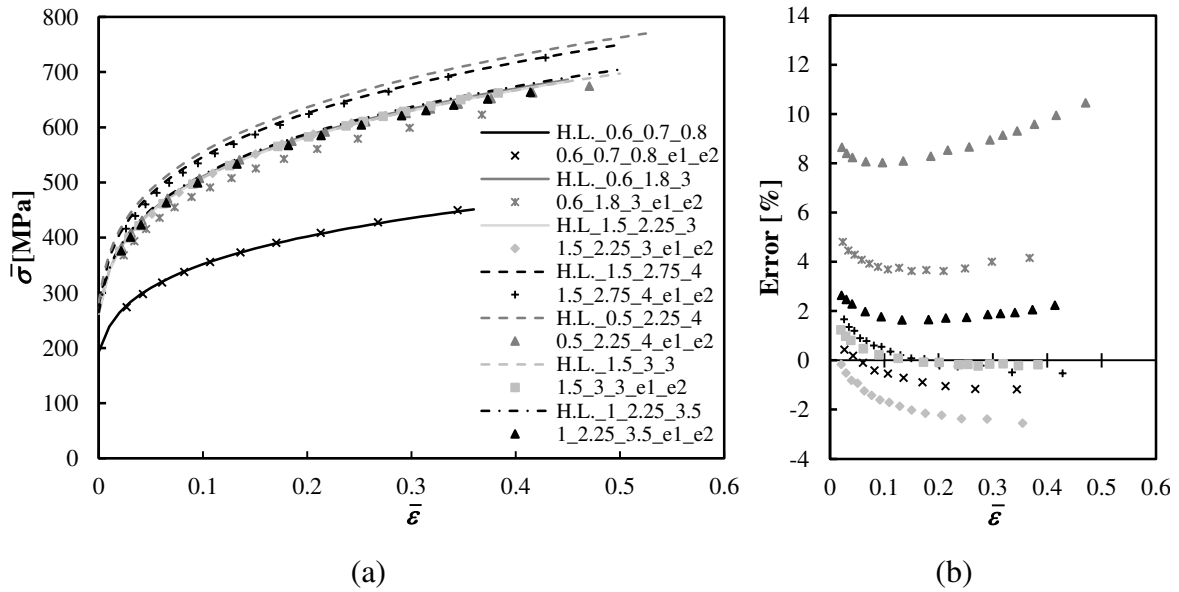 800
700
600
500
400
300
200
100
0
σ̄ [MPa]
0 0.1 0.2 0.3 0.4 0.5 0.6
ε̄
H.L._0.6_0.7_0.8
0.6_0.7_0.8_e1_e2
H.L._0.6_1.8_3
0.6_1.8_3_e1_e2
H.L_1.5_2.25_3
1.5_2.25_3_e1_e2
H.L._1.5_2.75_4
1.5_2.75_4_e1_e2
H.L._0.5_2.25_4
0.5_2.25_4_e1_e2
H.L._1.5_3_3
1.5_3_3_e1_e2
H.L._1_2.25_3.5
1_2.25_3.5_e1_e2
(a)
14
12
10
8
6
4
2
0
-2
-4
Error [%]
0 0.1 0.2 0.3 0.4 0.5 0.6
ε̄
(b)